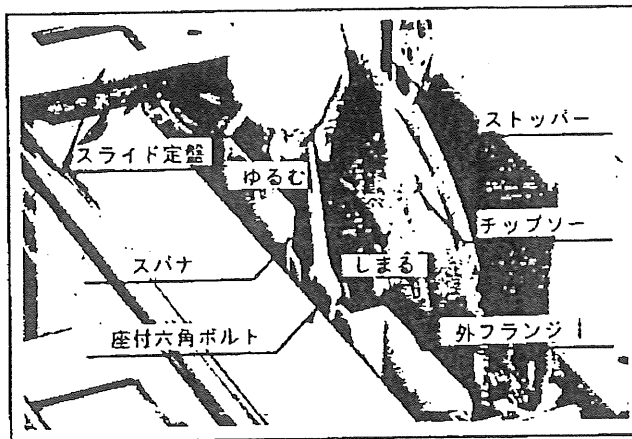 ストッパー
スライド定盤
ゆるむ
チップソー
スパナ
しまる
座付六角ボルト
外フランジ